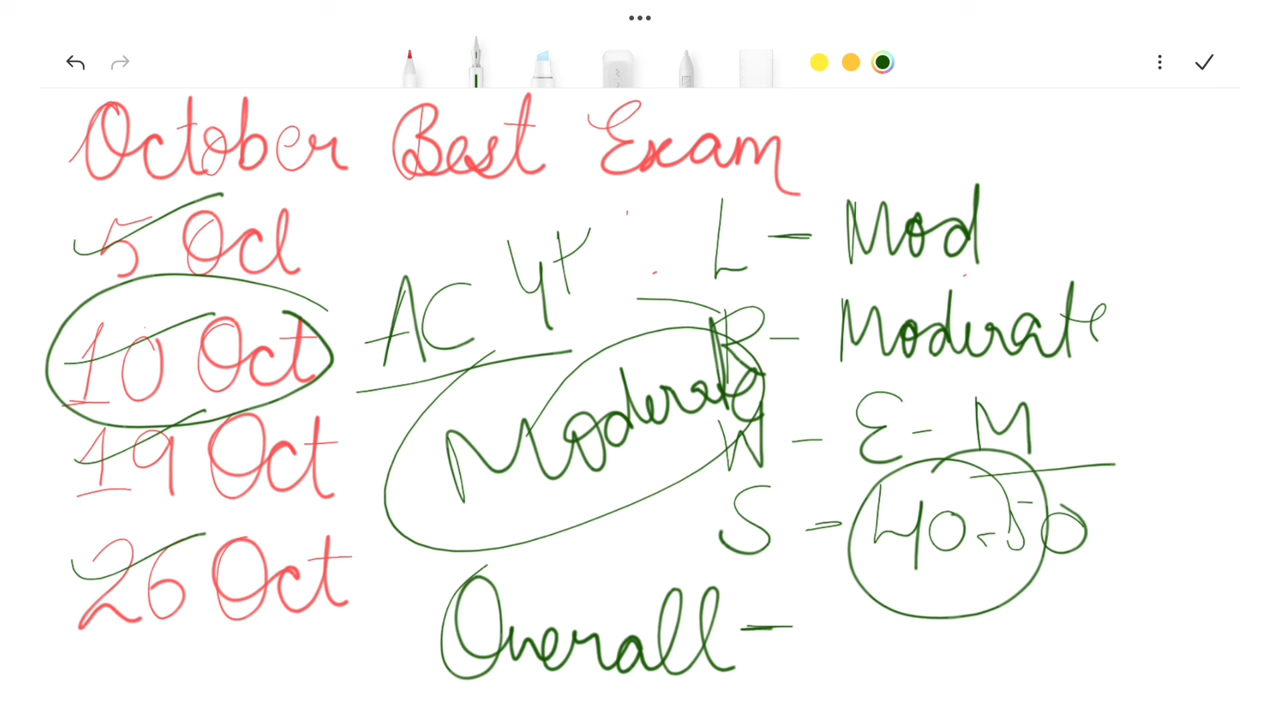 October Best Exam
5 Oct
10 Oct
19 Oct
26 Oct
AC 4t
Moderate
L - Mod
R - Moderate
W - E - M
S = 40-50
Overall -